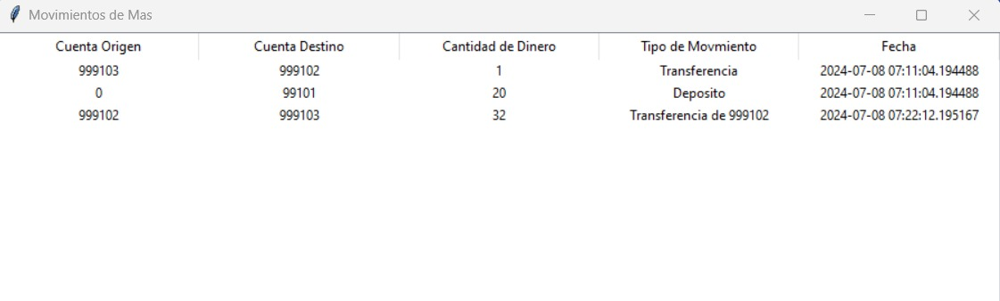 Movimientos de Mas
Cuenta Origen Cuenta Destino Cantidad de Dinero Tipo de Movmiento Fecha
999103 999102 1 Transferencia 2024-07-08 07:11:04.194488
0 99101 20 Deposito 2024-07-08 07:11:04.194488
999102 999103 32 Transferencia de 999102 2024-07-08 07:22:12.195167